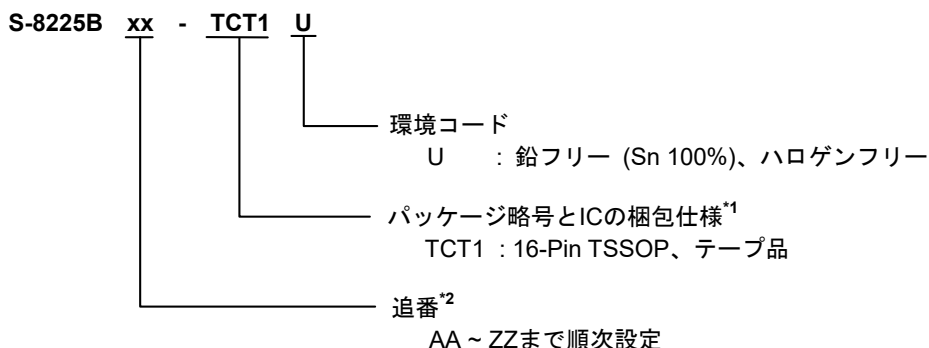 S-8225B xx - TCT1 U
環境コード
U : 鉛フリー (Sn 100%)、ハロゲンフリー
パッケージ略号とICの梱包仕様*1
TCT1 : 16-Pin TSSOP、テープ品
追番*2
AA ~ ZZまで順次設定